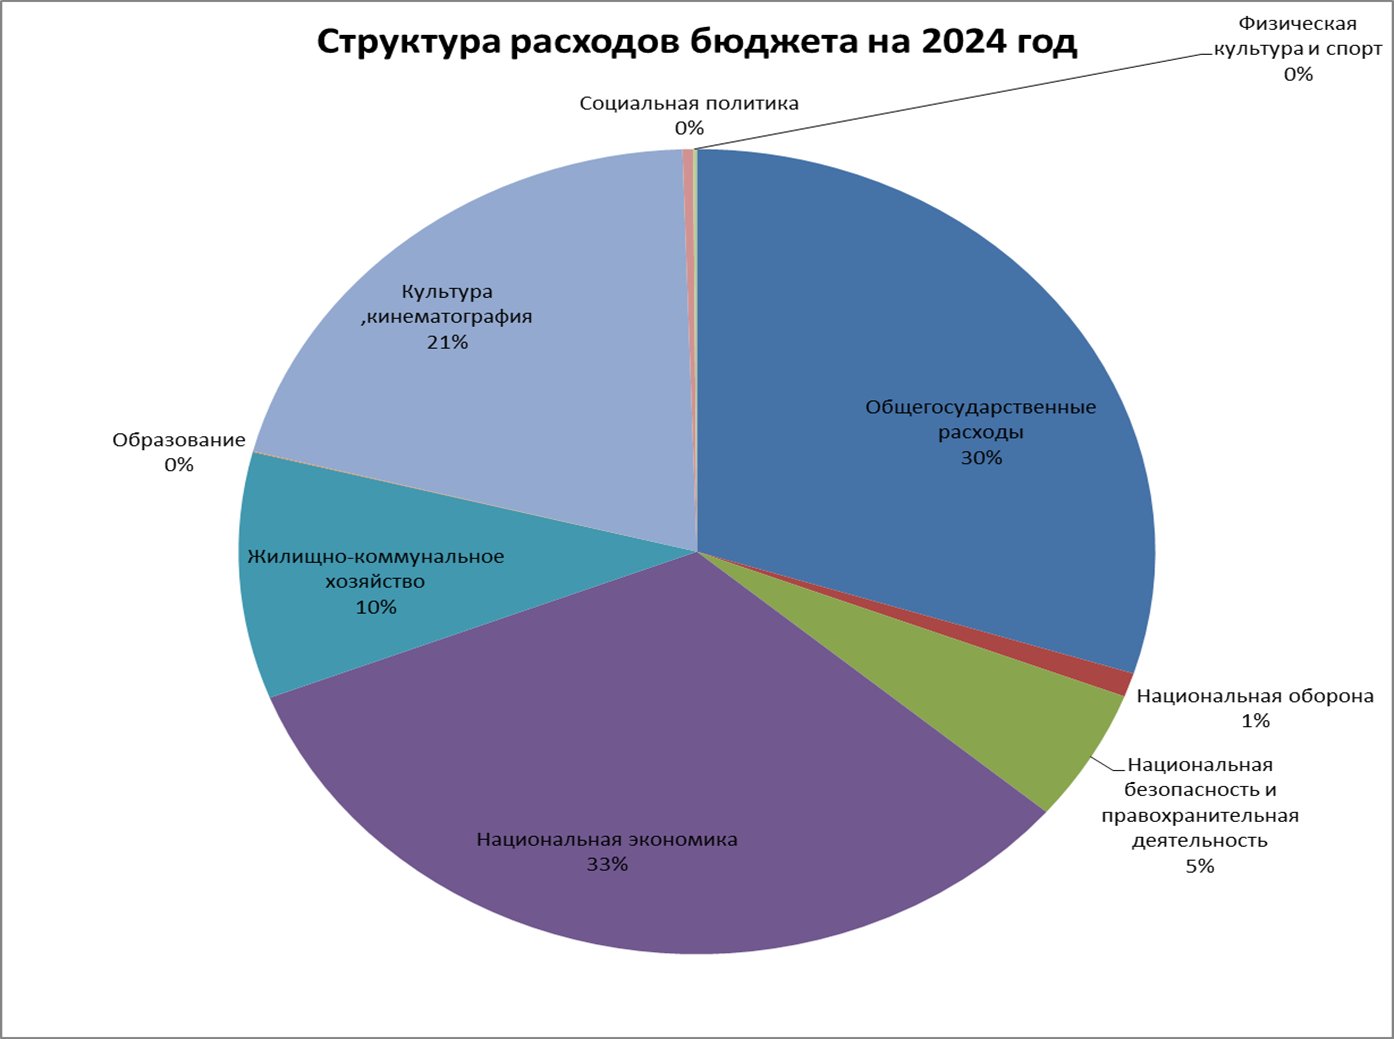 Структура расходов бюджета на 2024 год
Физическая
культура и спорт
0%
Социальная политика
0%
Культура
,кинематография
21%
Общегосударственные
расходы
30%
Образование
0%
Жилищно-коммунальное
хозяйство
10%
Национальная оборона
1%
Национальная
безопасность и
правохранительная
деятельность
5%
Национальная экономика
33%